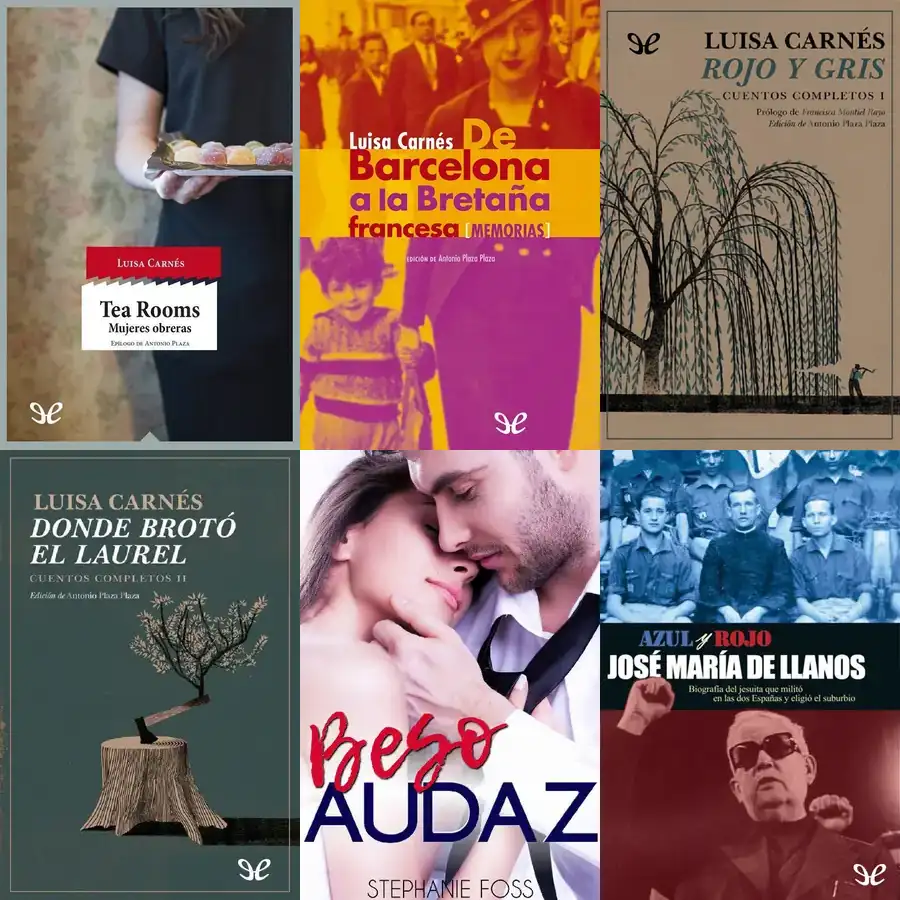 LUISA CARNÉS
Tea Rooms
Mujeres obreras
EPÍLOGO DE ANTONIO PLAZA
Luisa Carnés De
Barcelona
a la Bretaña
francesa [MEMORIAS]
EDICIÓN DE Antonio Plaza Plaza
LUISA CARNÉS
ROJO Y GRIS
CUENTOS COMPLETOS I
Prólogo de Francisca Montiel Rayo
Edición de Antonio Plaza Plaza
LUISA CARNÉS
DONDE BROTÓ
EL LAUREL
CUENTOS COMPLETOS II
Edición de Antonio Plaza Plaza
Beso
AUDAZ
STEPHANIE FOSS
AZUL y ROJO
JOSÉ MARÍA DE LLANOS
Biografía del jesuita que militó
en las dos Españas y eligió el suburbio